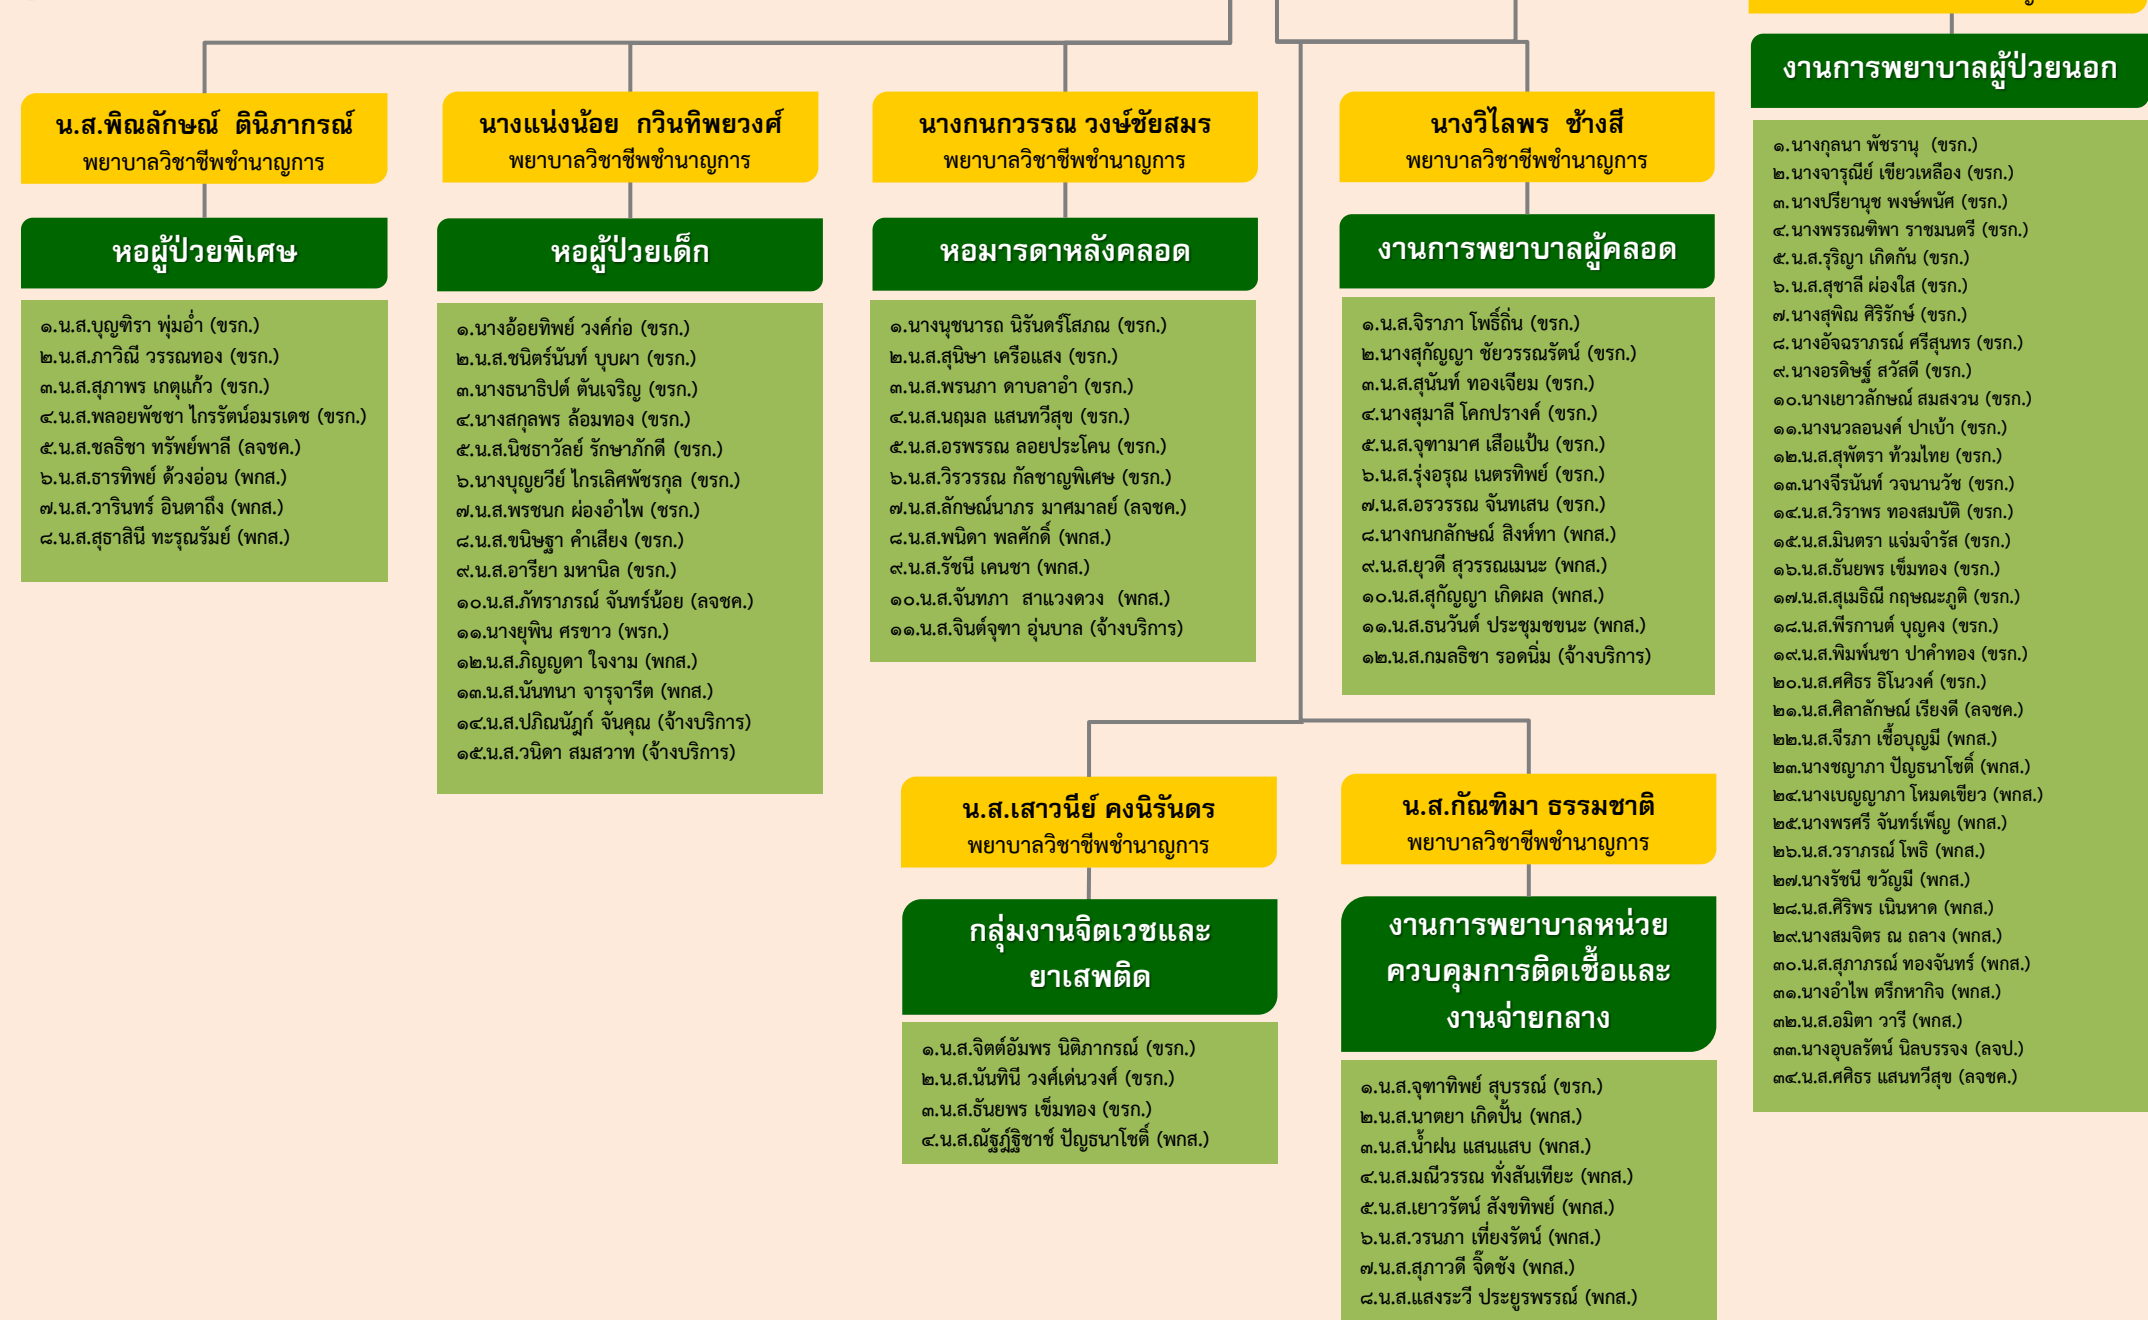 น.ส.พิณลักษณ์ ตินิภากรณ์
พยาบาลวิชาชีพชำนาญการ
หอผู้ป่วยพิเศษ
๑.น.ส.บุญฑิรา พุ่มอ่ำ (ขรก.)
๒.น.ส.ภาวิณี วรรณทอง (ขรก.)
๓.น.ส.สุภาพร เกตุแก้ว (ขรก.)
๔.น.ส.พลอยพัชชา ไกรรัตน์อมรเดช (ขรก.)
๕.น.ส.ชลธิชา ทรัพย์พาลี (ลจชค.)
๖.น.ส.ธารทิพย์ ด้วงอ่อน (พกส.)
๗.น.ส.วารินทร์ อินตาถึง (พกส.)
๘.น.ส.สุธาสินี ทะรุณรัมย์ (พกส.)
นางแน่งน้อย กวินทิพยวงศ์
พยาบาลวิชาชีพชำนาญการ
หอผู้ป่วยเด็ก
๑.นางอ้อยทิพย์ วงค์ก่อ (ขรก.)
๒.น.ส.ชนิตร์นันท์ บุบผา (ขรก.)
๓.นางธนาธิปต์ ตันเจริญ (ขรก.)
๔.นางสกุลพร ล้อมทอง (ขรก.)
๕.น.ส.นิชธาวัลย์ รักษาภักดี (ขรก.)
๖.นางบุญยวีย์ ไกรเลิศพัชรกุล (ขรก.)
๗.น.ส.พรชนก ผ่องอำไพ (ชรก.)
๘.น.ส.ขนิษฐา คำเสียง (ขรก.)
๙.น.ส.อารียา มหานิล (ขรก.)
๑๐.น.ส.ภัทราภรณ์ จันทร์น้อย (ลจชค.)
๑๑.นางยุพิน ศรขาว (พรก.)
๑๒.น.ส.ภิญญดา ใจงาม (พกส.)
๑๓.น.ส.นันทนา จารุจารีต (พกส.)
๑๔.น.ส.ปภิณนัฎก์ จันคุณ (จ้างบริการ)
๑๕.น.ส.วนิดา สมสวาท (จ้างบริการ)
นางกนกวรรณ วงษ์ชัยสมร
พยาบาลวิชาชีพชำนาญการ
หอมารดาหลังคลอด
๑.นางนุชนารถ นิรันดร์โสภณ (ขรก.)
๒.น.ส.สุนิษา เครือแสง (ขรก.)
๓.น.ส.พรนภา ดาบลาอำ (ขรก.)
๔.น.ส.นฤมล แสนทวีสุข (ขรก.)
๕.น.ส.อรพรรณ ลอยประโคน (ขรก.)
๖.น.ส.วิรวรรณ กัลชาญพิเศษ (ขรก.)
๗.น.ส.ลักษณ์นาภร มาศมาลย์ (ลจชค.)
๘.น.ส.พนิดา พลศักดิ์ (พกส.)
๙.น.ส.รัชนี เคนชา (พกส.)
๑๐.น.ส.จันทภา สาแวงดวง (พกส.)
๑๑.น.ส.จินต์จุฑา อุ่นบาล (จ้างบริการ)
นางวิไลพร ช้างสี
พยาบาลวิชาชีพชำนาญการ
งานการพยาบาลผู้คลอด
๑.น.ส.จิราภา โพธิ์ถิ่น (ขรก.)
๒.นางสุกัญญา ชัยวรรณรัตน์ (ขรก.)
๓.น.ส.สุนันท์ ทองเจียม (ขรก.)
๔.นางสุมาลี โคกปรางค์ (ขรก.)
๕.น.ส.จุฑามาศ เสือแป้น (ขรก.)
๖.น.ส.รุ่งอรุณ เนตรทิพย์ (ขรก.)
๗.น.ส.อรวรรณ จันทเสน (ขรก.)
๘.นางกนกลักษณ์ สิงห์ทา (พกส.)
๙.น.ส.ยุวดี สุวรรณเมนะ (พกส.)
๑๐.น.ส.สุกัญญา เกิดผล (พกส.)
๑๑.น.ส.ธนวันต์ ประชุมชขนะ (พกส.)
๑๒.น.ส.กมลธิชา รอดนิ่ม (จ้างบริการ)
งานการพยาบาลผู้ป่วยนอก
๑.นางกุลนา พัชรานุ (ขรก.)
๒.นางจารุณีย์ เขียวเหลือง (ขรก.)
๓.นางปรียานุช พงษ์พนัศ (ขรก.)
๔.นางพรรณฑิพา ราชมนตรี (ขรก.)
๕.น.ส.รุริญา เกิดกัน (ขรก.)
๖.น.ส.สุชาลี ผ่องใส (ขรก.)
๗.นางสุพิณ ศิริรักษ์ (ขรก.)
๘.นางอัจฉราภรณ์ ศรีสุนทร (ขรก.)
๙.นางอรดิษฐ์ สวัสดี (ขรก.)
๑๐.นางเยาวลักษณ์ สมสงวน (ขรก.)
๑๑.นางนวลอนงค์ ปาเบ้า (ขรก.)
๑๒.น.ส.สุพัตรา ท้วมไทย (ขรก.)
๑๓.นางจีรนันท์ วจนานวัช (ขรก.)
๑๔.น.ส.วิราพร ทองสมบัติ (ขรก.)
๑๕.น.ส.มินตรา แจ่มจำรัส (ขรก.)
๑๖.น.ส.ธันยพร เข็มทอง (ขรก.)
๑๗.น.ส.สุเมธิณี กฤษณะภูติ (ขรก.)
๑๘.น.ส.พีรกานต์ บุญคง (ขรก.)
๑๙.น.ส.พิมพ์นชา ปาคำทอง (ขรก.)
๒๐.น.ส.ศศิธร ธิโนวงค์ (ขรก.)
๒๑.น.ส.ศิลาลักษณ์ เรียงดี (ลจชค.)
๒๒.น.ส.จีรภา เชื้อบุญมี (พกส.)
๒๓.นางชญาภา ปัญธนาโชติ์ (พกส.)
๒๔.นางเบญญาภา โหมดเขียว (พกส.)
๒๕.นางพรศรี จันทร์เพ็ญ (พกส.)
๒๖.น.ส.วราภรณ์ โพธิ (พกส.)
๒๗.นางรัชนี ขวัญมี (พกส.)
๒๘.น.ส.ศิริพร เนินหาด (พกส.)
๒๙.นางสมจิตร ณ ถลาง (พกส.)
๓๐.น.ส.สุภาภรณ์ ทองจันทร์ (พกส.)
๓๑.นางอำไพ ตรึกหากิจ (พกส.)
๓๒.น.ส.อมิตา วารี (พกส.)
๓๓.นางอุบลรัตน์ นิลบรรจง (ลจป.)
๓๔.น.ส.ศศิธร แสนทวีสุข (ลจชค.)
น.ส.เสาวนีย์ คงนิรันดร
พยาบาลวิชาชีพชำนาญการ
กลุ่มงานจิตเวชและ
ยาเสพติด
๑.น.ส.จิตต์อัมพร นิติภากรณ์ (ขรก.)
๒.น.ส.นันทินี วงศ์เด่นวงศ์ (ขรก.)
๓.น.ส.ธันยพร เข็มทอง (ขรก.)
๔.น.ส.ณัฐฏ์ฐิชาช์ ปัญธนาโชติ์ (พกส.)
น.ส.กัณฑิมา ธรรมชาติ
พยาบาลวิชาชีพชำนาญการ
งานการพยาบาลหน่วย
ควบคุมการติดเชื้อและ
งานจ่ายกลาง
๑.น.ส.จุฑาทิพย์ สุบรรณ์ (ขรก.)
๒.น.ส.นาตยา เกิดปั้น (พกส.)
๓.น.ส.น้ำฝน แสนแสบ (พกส.)
๔.น.ส.มณีวรรณ ทั่งสันเทียะ (พกส.)
๕.น.ส.เยาวรัตน์ สังขทิพย์ (พกส.)
๖.น.ส.วรนภา เที่ยงรัตน์ (พกส.)
๗.น.ส.สุภาวดี จิ๊ดชัง (พกส.)
๘.น.ส.แสงระวี ประยูรพรรณ์ (พกส.)